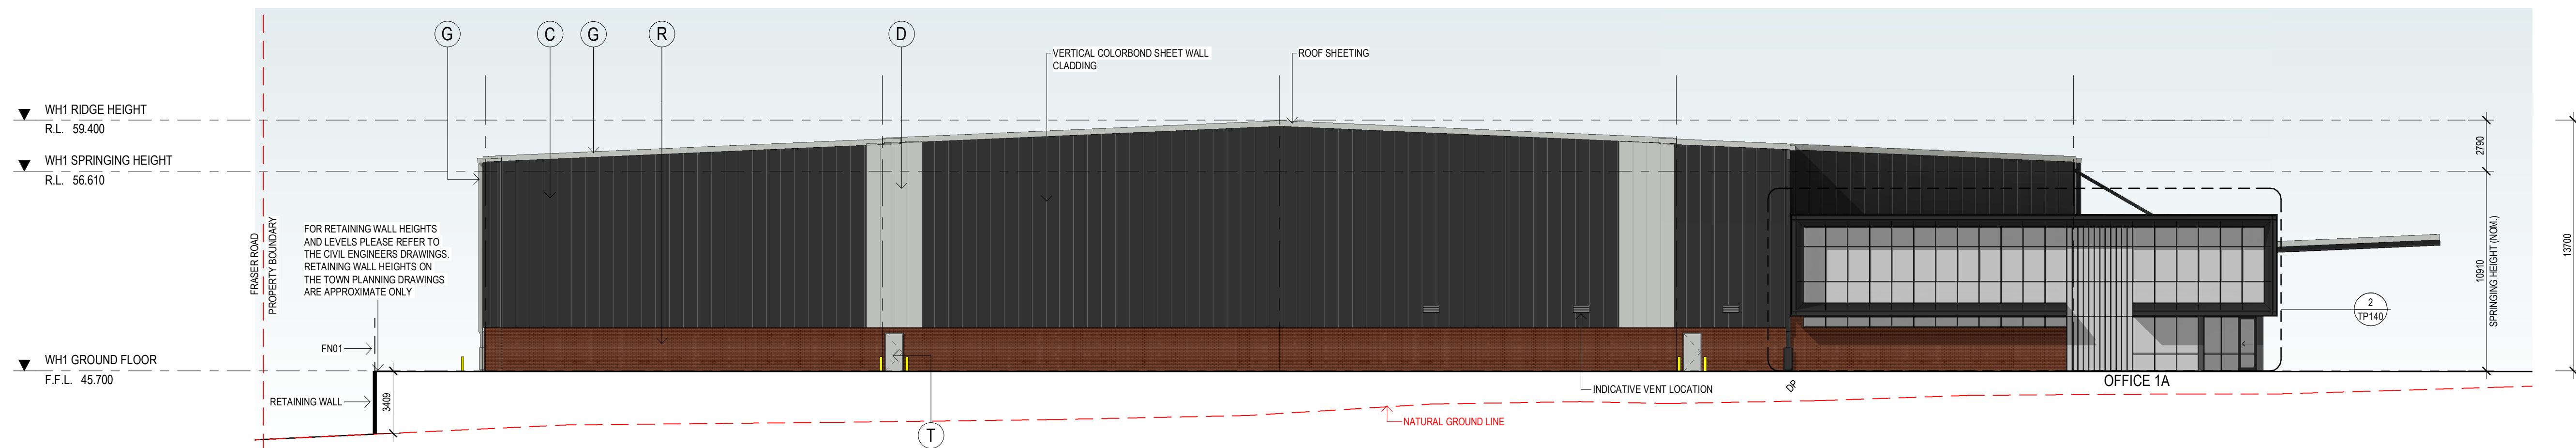 G
C
G
R
D
VERTICAL COLORBOND SHEET WALL
CLADDING
ROOF SHEETING
WH1 RIDGE HEIGHT
R.L. 59.400
WH1 SPRINGING HEIGHT
R.L. 56.610
2790
13700
10910
SPRINGING HEIGHT (NOM.)
FRASER ROAD
PROPERTY BOUNDARY
FOR RETAINING WALL HEIGHTS
AND LEVELS PLEASE REFER TO
THE CIVIL ENGINEERS DRAWINGS.
RETAINING WALL HEIGHTS ON
THE TOWN PLANNING DRAWINGS
ARE APPROXIMATE ONLY
2
TP140
FN01
WH1 GROUND FLOOR
F.F.L. 45.700
RETAINING WALL
3409
INDICATIVE VENT LOCATION
DP
OFFICE 1A
NATURAL GROUND LINE
T